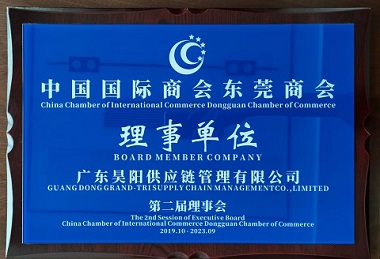 中国国际商会东莞商会
China Chamber of International Commerce Dongguan Chamber of Commerce
理事单位
BOARD MEMBER COMPANY
广东昊阳供应链管理有限公司
GUANG DONG GRAND-TRI SUPPLY CHAIN MANAGEMENT CO., LIMITED
第二届理事会
The 2nd Session of Executive Board
China Chamber of International Commerce Dongguan Chamber of Commerce
2019.10 - 2023.09